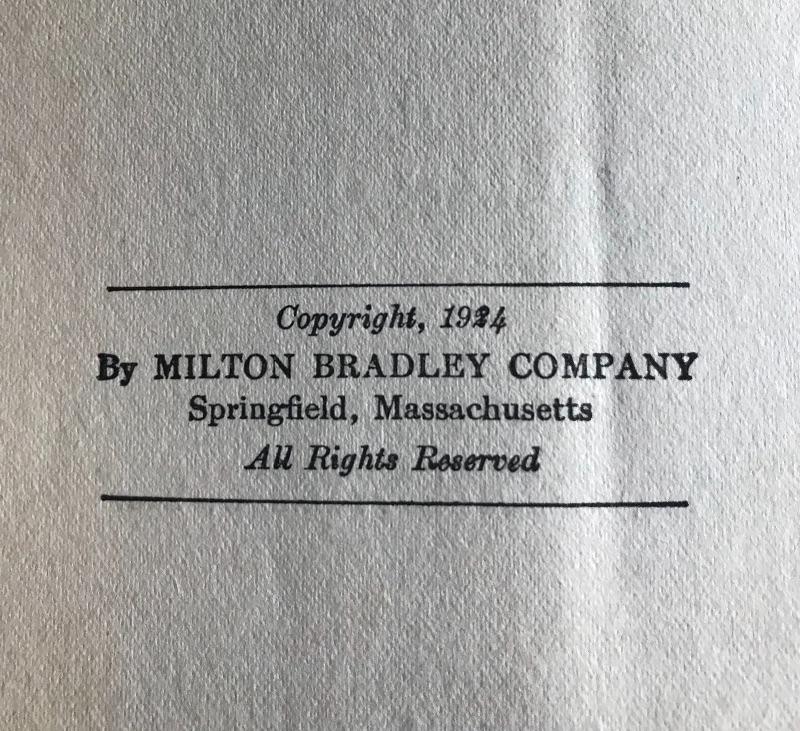 Copyright, 1924
By MILTON BRADLEY COMPANY
Springfield, Massachusetts
All Rights Reserved